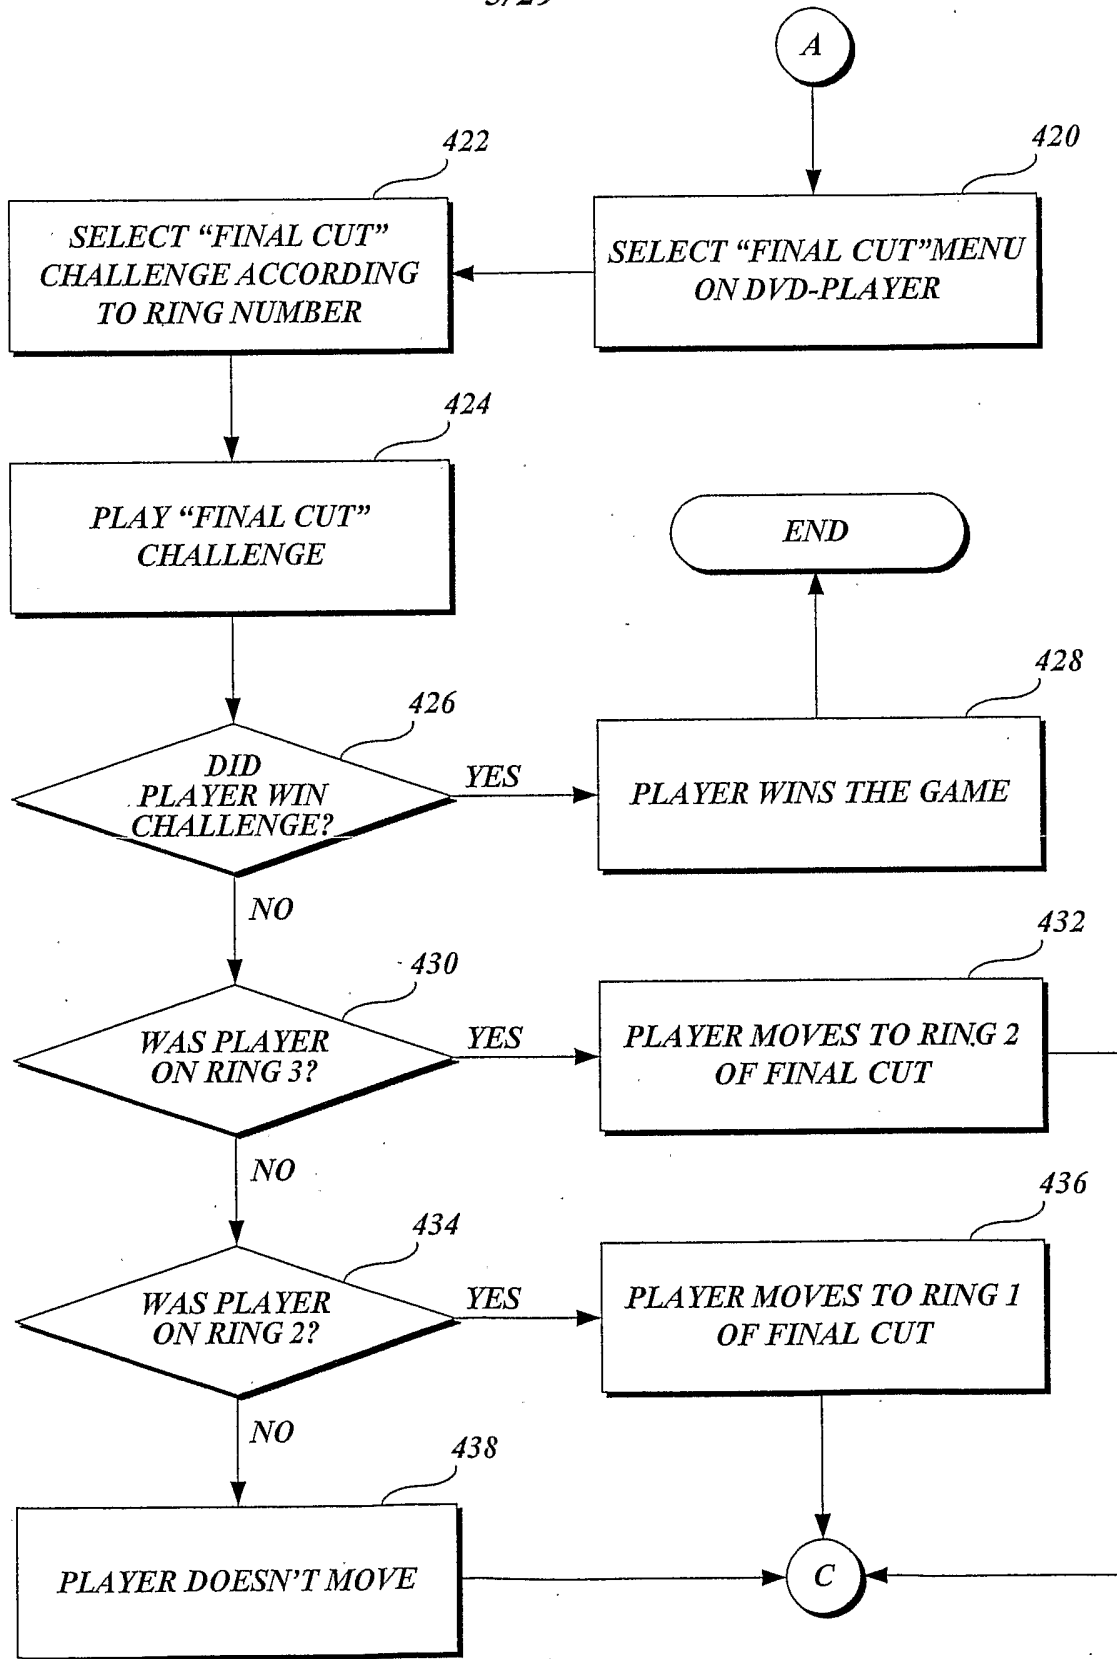 A
422
420
SELECT “FINAL CUT”
CHALLENGE ACCORDING
TO RING NUMBER
SELECT “FINAL CUT”MENU
ON DVD-PLAYER
424
PLAY “FINAL CUT”
CHALLENGE
END
426
428
DID
PLAYER WIN
CHALLENGE?
YES
PLAYER WINS THE GAME
NO
430
432
WAS PLAYER
ON RING 3?
YES
PLAYER MOVES TO RING 2
OF FINAL CUT
NO
434
436
WAS PLAYER
ON RING 2?
YES
PLAYER MOVES TO RING 1
OF FINAL CUT
NO
438
PLAYER DOESN'T MOVE
C